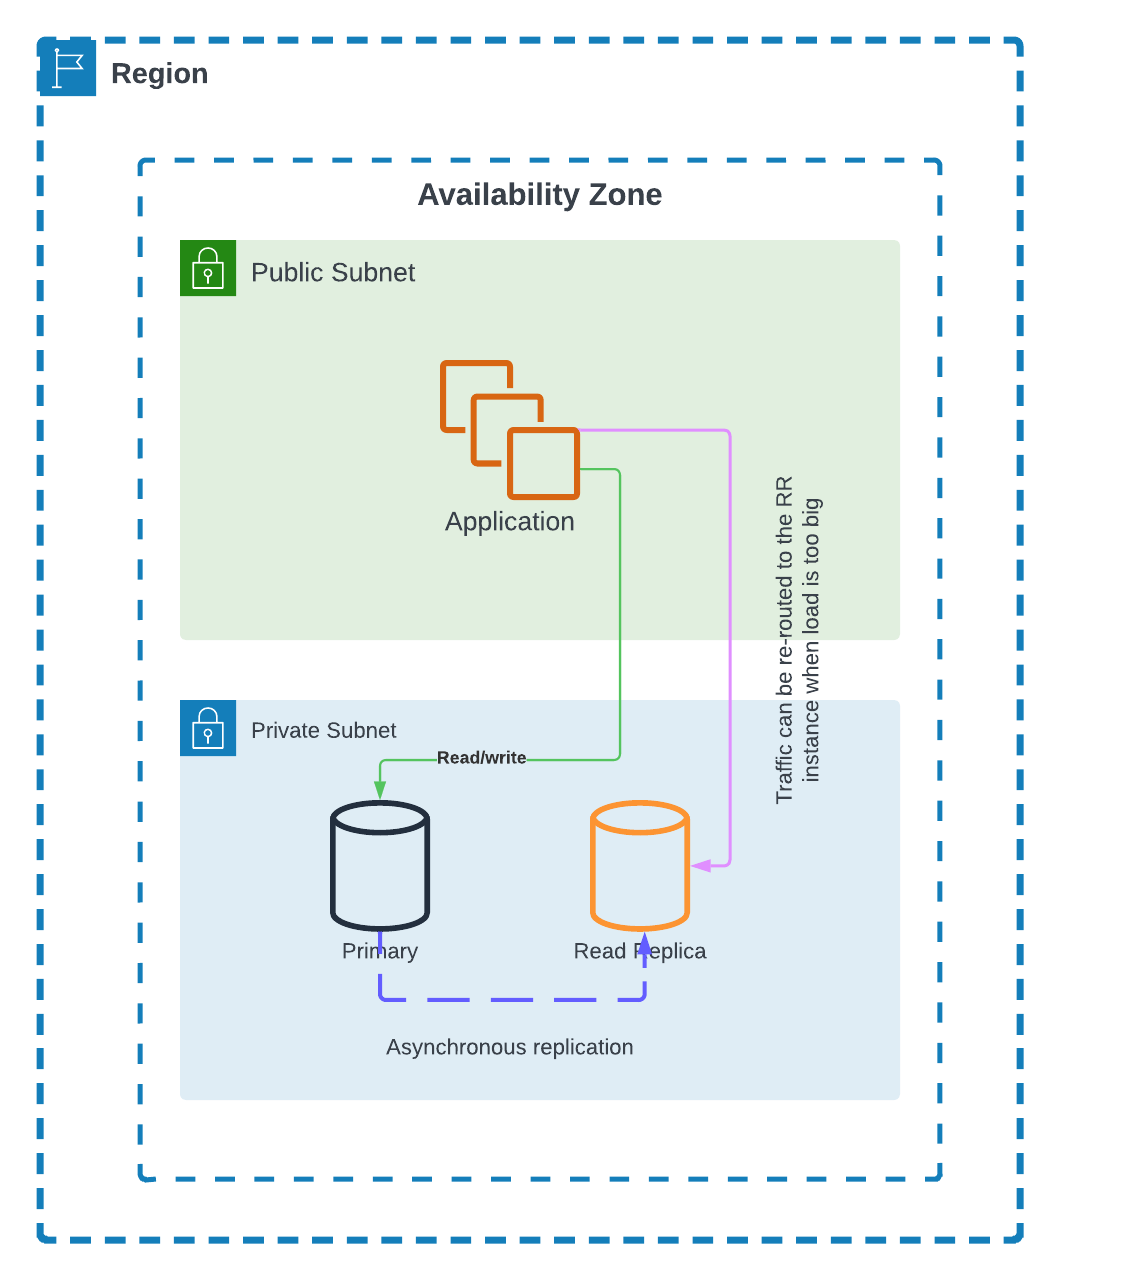 Region
Availability Zone
Public Subnet
Application
Traffic can be re-routed to the RR
instance when load is too big
Private Subnet
Read/write
Primary
Read Replica
Asynchronous replication